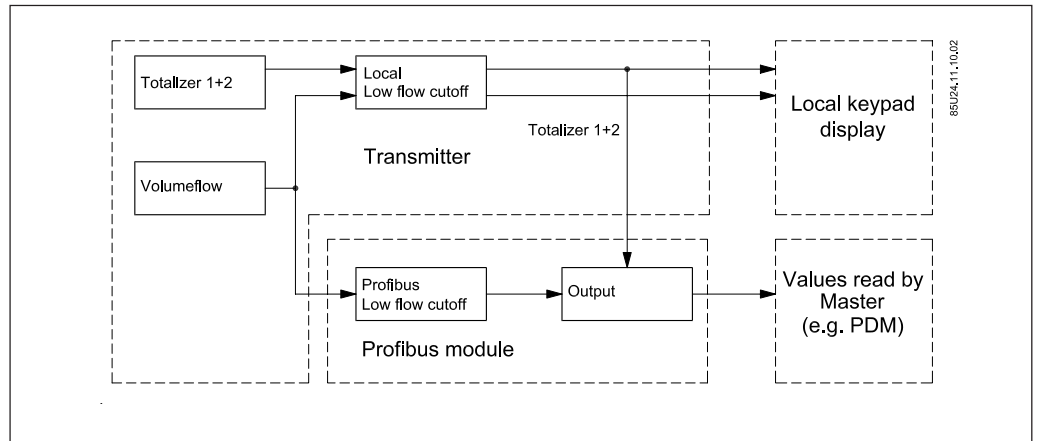 Totalizer 1+2
Local
Low flow cutoff
Totalizer 1+2
Transmitter
Volumeflow
Local keypad
display
85U24.11.10.02
Profibus
Low flow cutoff
Output
Profibus module
Values read by
Master
(e.g. PDM)